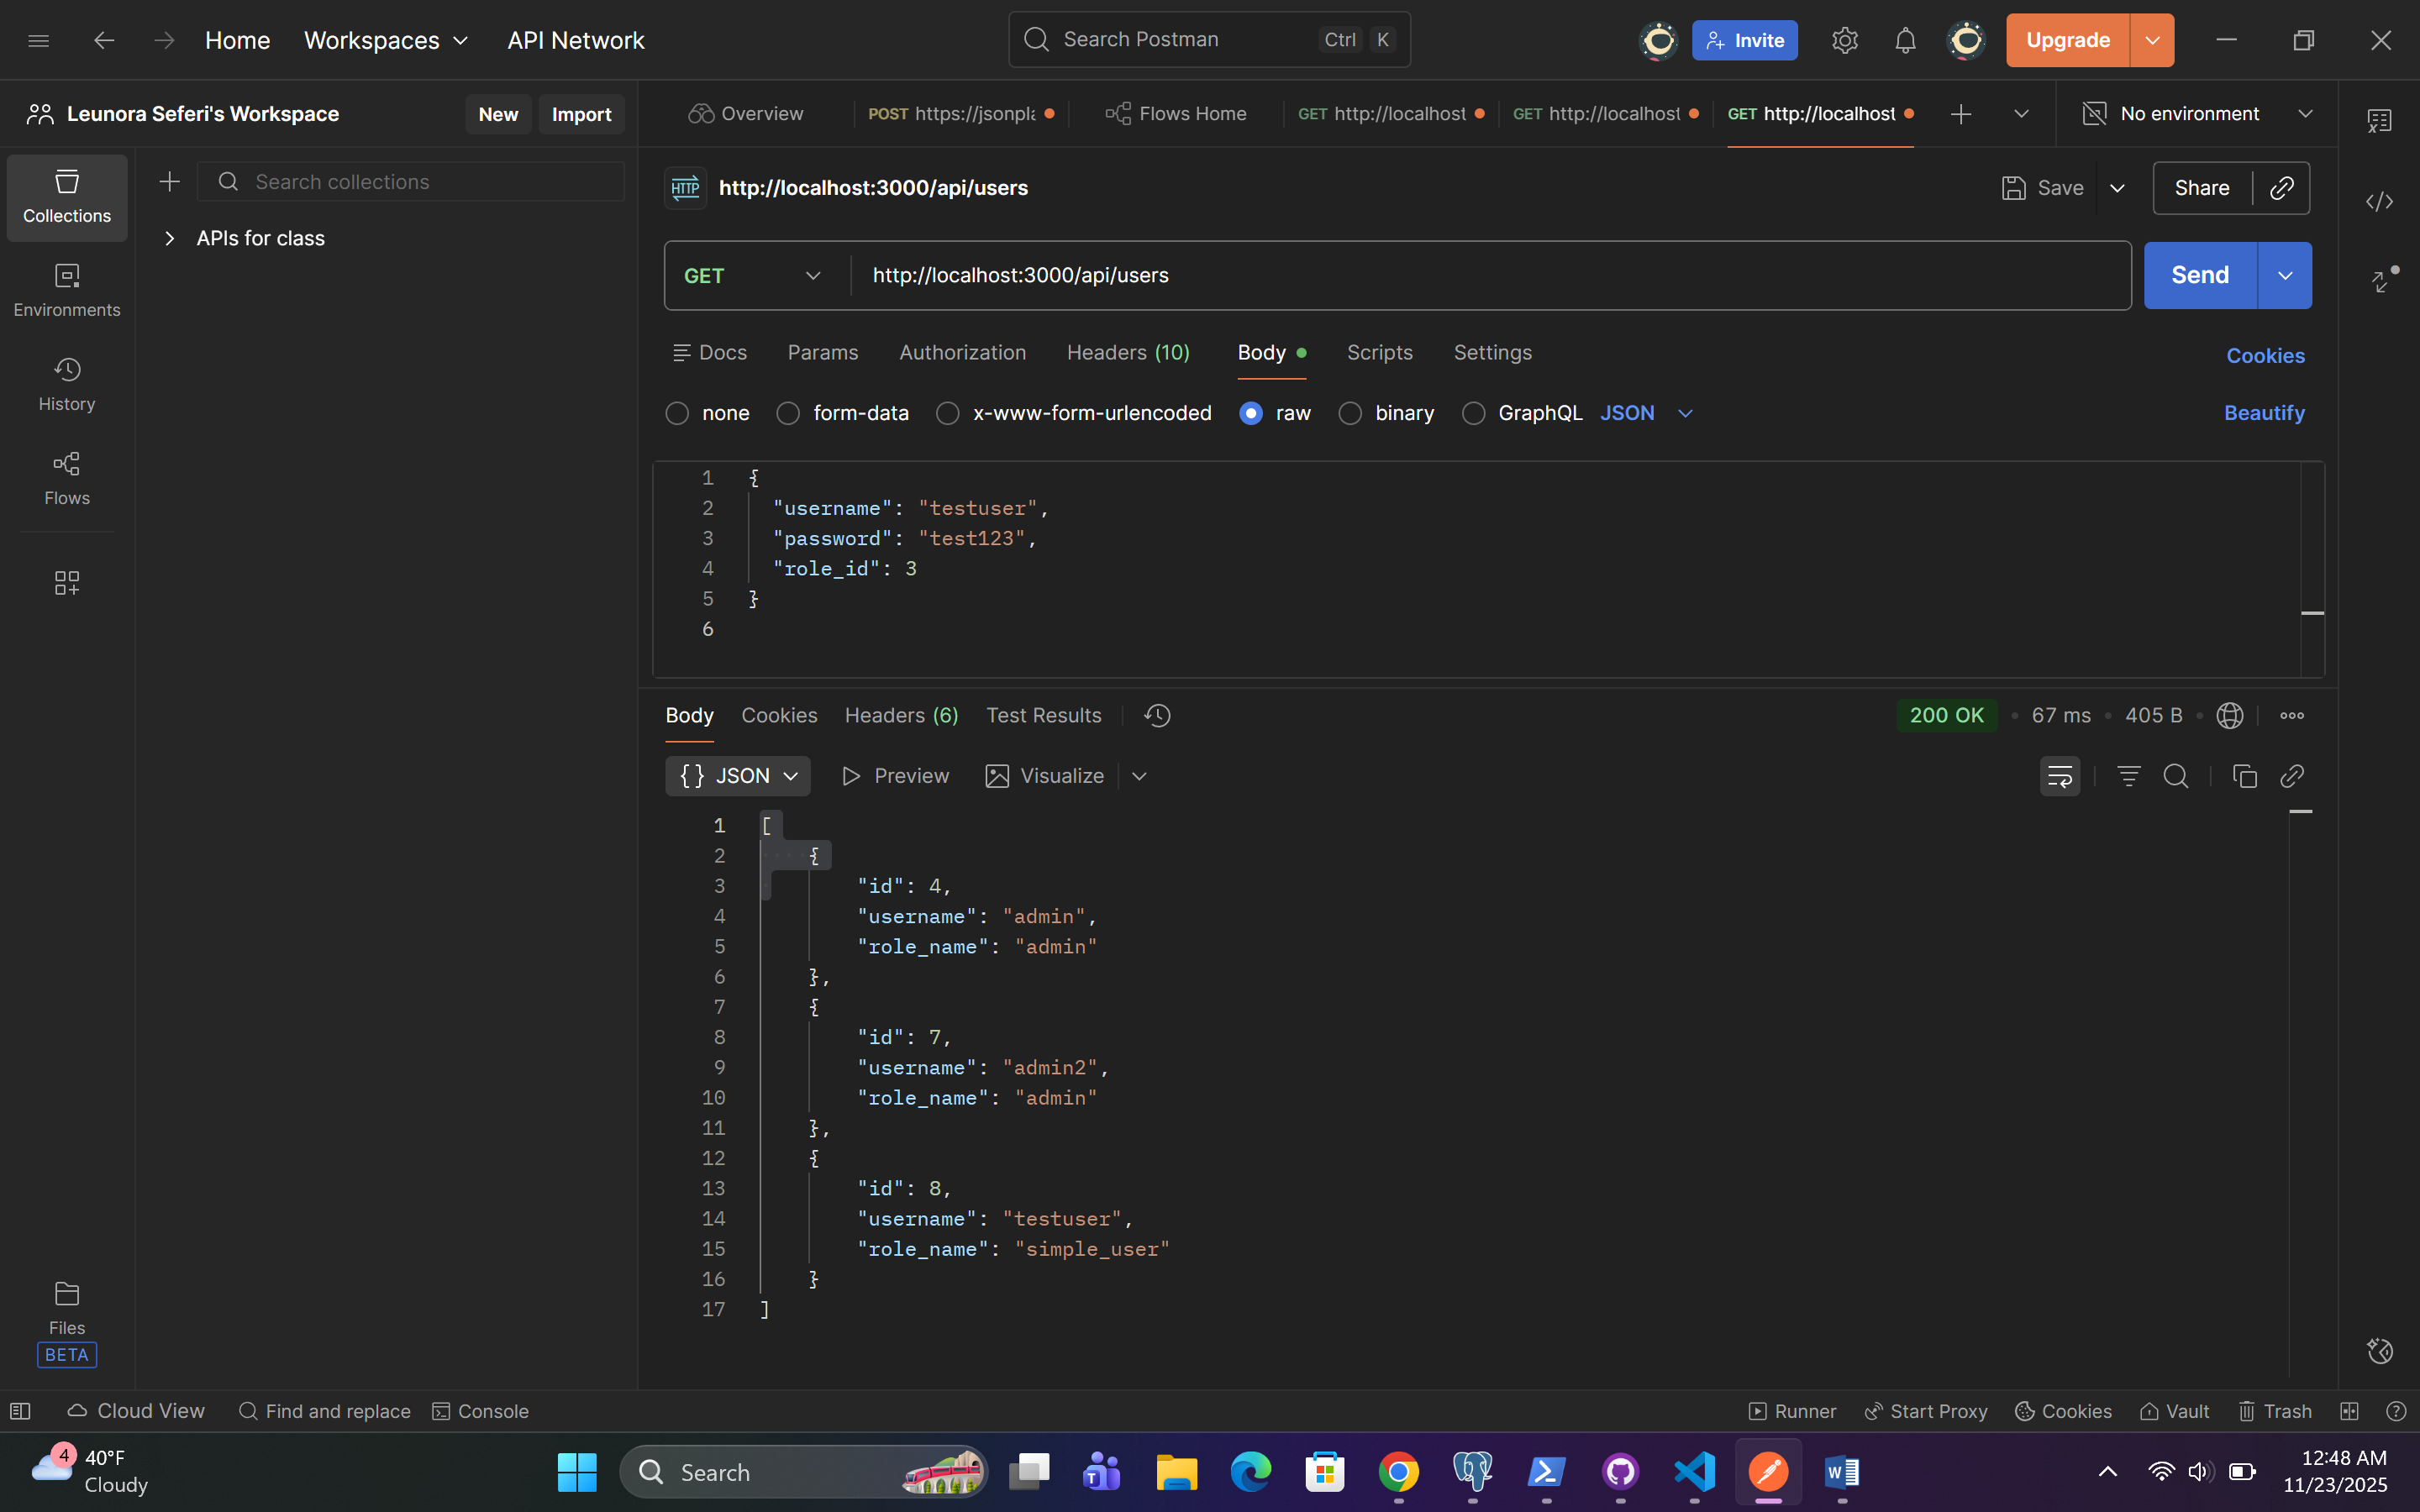 Home
Workspaces
API Network
Search Postman
Ctrl K
Invite
Upgrade
Leunora Seferi's Workspace
New
Import
Overview
POST https://jsonpl
Flows Home
GET http://localhost
GET http://localhost
GET http://localhost
No environment
Collections
Environments
History
Flows
Files
BETA
Search collections
APIs for class
HTTP
http://localhost:3000/api/users
Save
Share
GET
http://localhost:3000/api/users
Send
Docs
Params
Authorization
Headers (10)
Body
Scripts
Settings
Cookies
none
form-data
x-www-form-urlencoded
raw
binary
GraphQL
JSON
Beautify
1 {
2 "username": "testuser",
3 "password": "test123",
4 "role_id": 3
5 }
6
Body
Cookies
Headers (6)
Test Results
200 OK
67 ms
405 B
{} JSON
Preview
Visualize
1 [
2 {
3 "id": 4,
4 "username": "admin",
5 "role_name": "admin"
6 },
7 {
8 "id": 7,
9 "username": "admin2",
10 "role_name": "admin"
11 },
12 {
13 "id": 8,
14 "username": "testuser",
15 "role_name": "simple_user"
16 }
17 ]
Cloud View
Find and replace
Console
Runner
Start Proxy
Cookies
Vault
Trash
4
40°F
Cloudy
Search
12:48 AM
11/23/2025